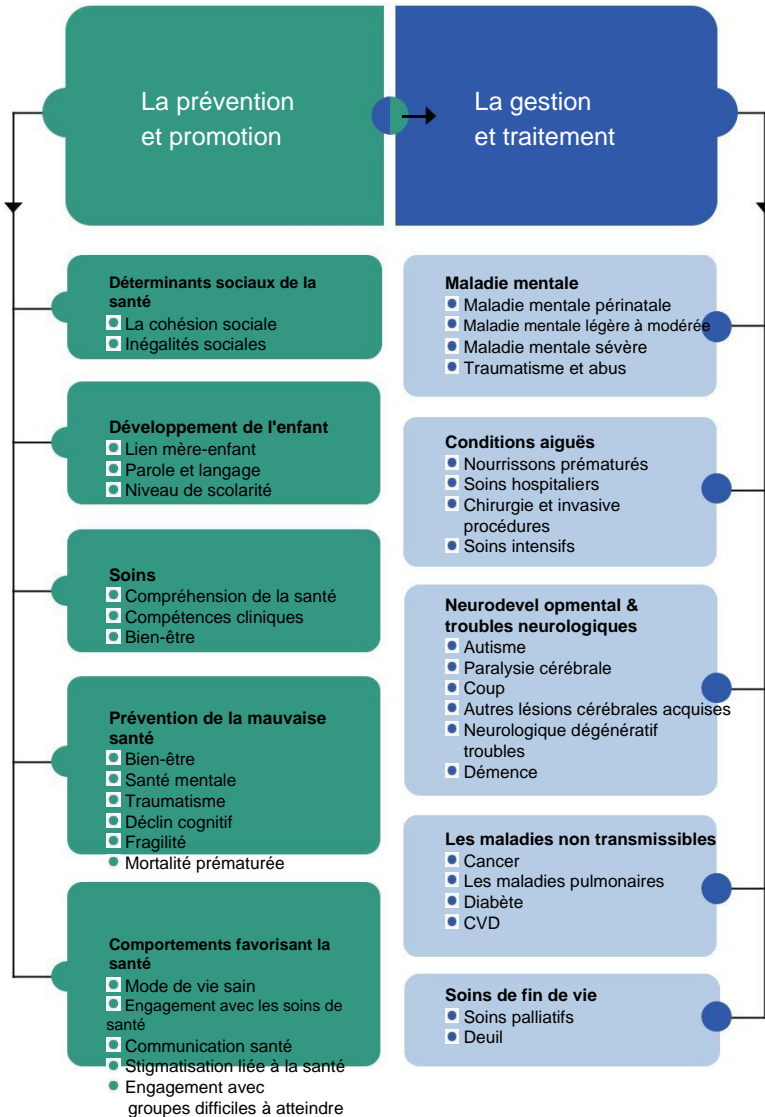 La prévention
et promotion
La gestion
et traitement
Déterminants sociaux de la
santé
La cohésion sociale
Inégalités sociales
Développement de l'enfant
Lien mère-enfant
Parole et langage
Niveau de scolarité
Soins
Compréhension de la santé
Compétences cliniques
Bien-être
Prévention de la mauvaise
santé
Bien-être
Santé mentale
Traumatisme
Déclin cognitif
Fragilité
Mortalité prématurée
Comportements favorisant la
santé
Mode de vie sain
Engagement avec les soins de
santé
Communication santé
Stigmatisation liée à la santé
Engagement avec
groupes difficiles à atteindre
Maladie mentale
Maladie mentale périnatale
Maladie mentale légère à modérée
Maladie mentale sévère
Traumatisme et abus
Conditions aiguës
Nourrissons prématurés
Soins hospitaliers
Chirurgie et invasive
procédures
Soins intensifs
Neurodevel opmental &
troubles neurologiques
Autisme
Paralysie cérébrale
Coup
Autres lésions cérébrales acquises
Neurologique dégénératif
troubles
Démence
Les maladies non transmissibles
Cancer
Les maladies pulmonaires
Diabète
CVD
Soins de fin de vie
Soins palliatifs
Deuil